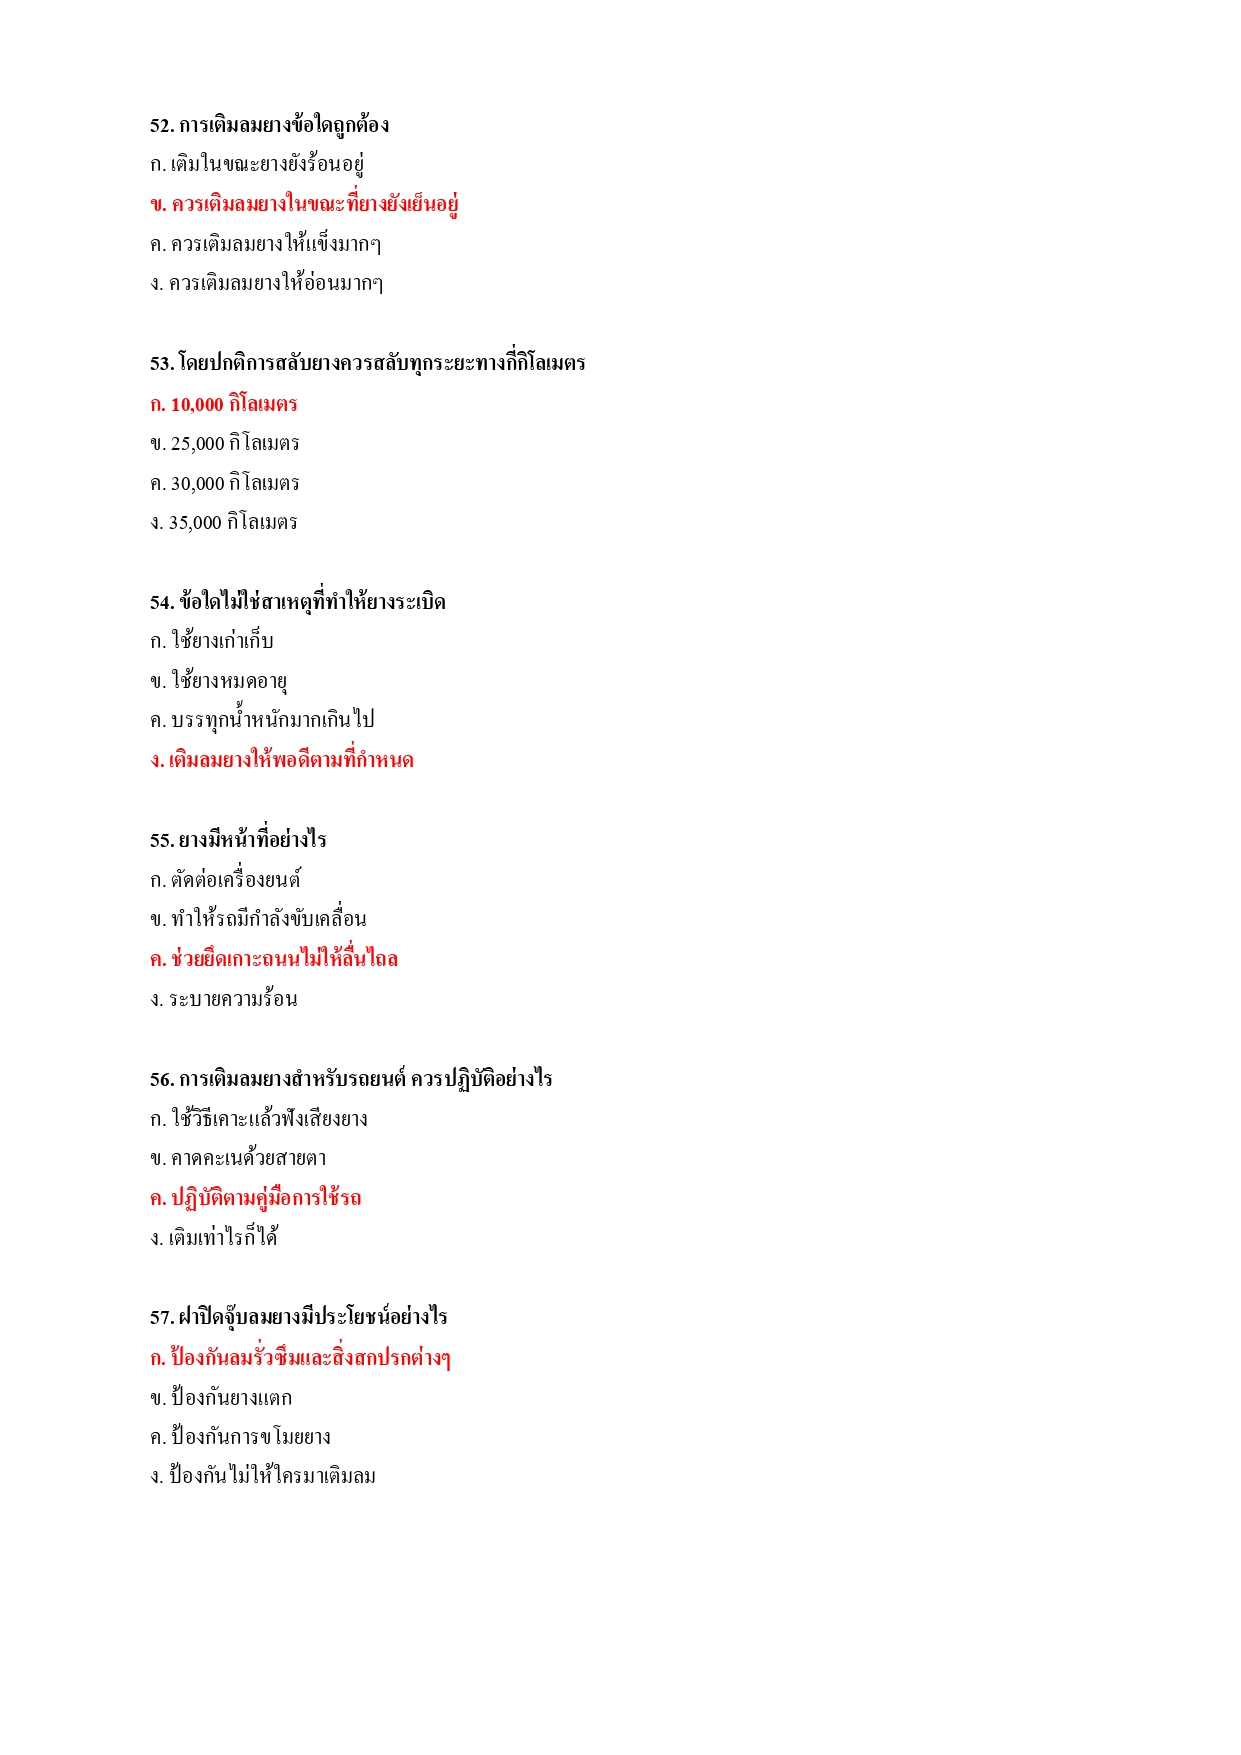 52. การเติมลมยางข้อใดถูกต้อง
ก. เติมในขณะยางยังร้อนอยู่
ข. ควรเติมลมยางในขณะที่ยางยังเย็นอยู่
ค. ควรเติมลมยางให้แข็งมากๆ
ง. ควรเติมลมยางให้อ่อนมากๆ
53. โดยปกติการสลับยางควรสลับทุกระยะทางกี่กิโลเมตร
ก. 10,000 กิโลเมตร
ข. 25,000 กิโลเมตร
ค. 30,000 กิโลเมตร
ง. 35,000 กิโลเมตร
54. ข้อใดไม่ใช่สาเหตุที่ทำให้ยางระเบิด
ก. ใช้ยางเก่าเก็บ
ข. ใช้ยางหมดอายุ
ค. บรรทุกน้ำหนักมากเกินไป
ง. เติมลมยางให้พอดีตามที่กำหนด
55. ยางมีหน้าที่อย่างไร
ก. ตัดต่อเครื่องยนต์
ข. ทำให้รถมีกำลังขับเคลื่อน
ค. ช่วยยึดเกาะถนนไม่ให้ลื่นไถล
ง. ระบายความร้อน
56. การเติมลมยางสำหรับรถยนต์ ควรปฏิบัติอย่างไร
ก. ใช้วิธีเคาะแล้วฟังเสียงยาง
ข. คาดคะเนด้วยสายตา
ค. ปฏิบัติตามคู่มือการใช้รถ
ง. เติมเท่าไรก็ได้
57. ฝาปิดจุ๊บลมยางมีประโยชน์อย่างไร
ก. ป้องกันลมรั่วซึมและสิ่งสกปรกต่างๆ
ข. ป้องกันยางแตก
ค. ป้องกันการขโมยยาง
ง. ป้องกันไม่ให้ใครมาเติมลม